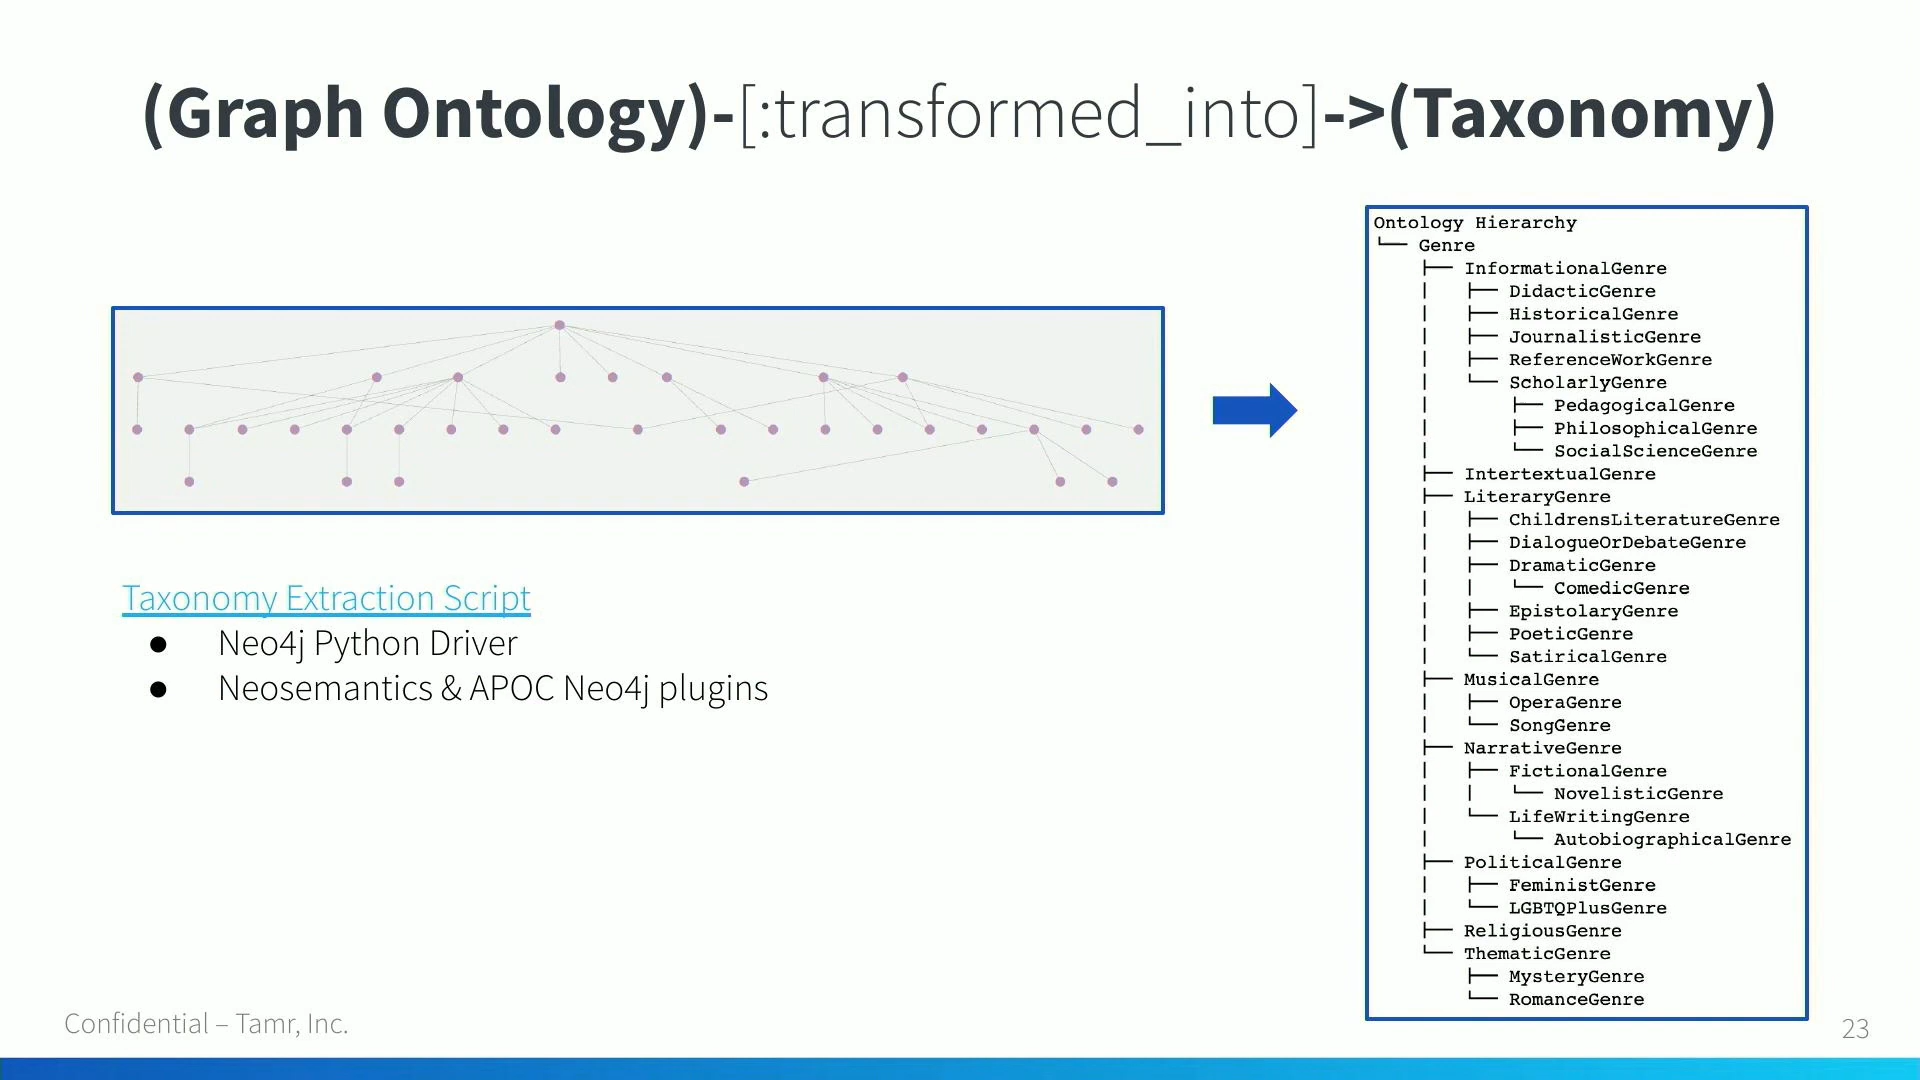 (Graph Ontology)-[:transformed_into]->(Taxonomy)
Taxonomy Extraction Script
● Neo4j Python Driver
● Neosemantics & APOC Neo4j plugins
Ontology Hierarchy
└── Genre
    ├── InformationalGenre
    |   ├── DidacticGenre
    |   ├── HistoricalGenre
    |   ├── JournalisticGenre
    |   ├── ReferenceWorkGenre
    |   └── ScholarlyGenre
    |       ├── PedagogicalGenre
    |       ├── PhilosophicalGenre
    |       └── SocialScienceGenre
    ├── IntertextualGenre
    ├── LiteraryGenre
    |   ├── ChildrensLiteratureGenre
    |   ├── DialogueOrDebateGenre
    |   ├── DramaticGenre
    |   |   └── ComedicGenre
    |   ├── EpistolaryGenre
    |   ├── PoeticGenre
    |   └── SatiricalGenre
    ├── MusicalGenre
    |   ├── OperaGenre
    |   └── SongGenre
    ├── NarrativeGenre
    |   ├── FictionalGenre
    |   |   └── NovelisticGenre
    |   └── LifeWritingGenre
    |       └── AutobiographicalGenre
    ├── PoliticalGenre
    |   ├── FeministGenre
    |   └── LGBTQPlusGenre
    ├── ReligiousGenre
    └── ThematicGenre
        ├── MysteryGenre
        └── RomanceGenre
Confidential – Tamr, Inc.
23